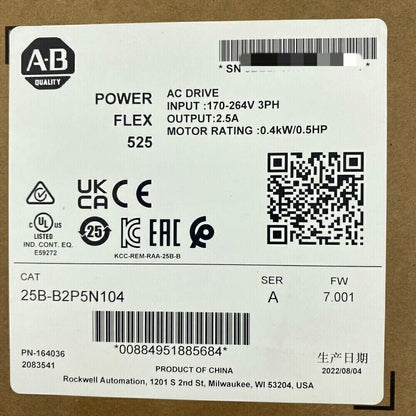 A-B
QUALITY
* SN
POWER
FLEX
525
AC DRIVE
INPUT :170-264V 3PH
OUTPUT:2.5A
MOTOR RATING :0.4kW/0.5HP
UK
CA
CE
C UL US
LISTED
IND. CONT. EQ.
E59272
25
EAC
KCC-REM-RAA-25B-B
CAT
25B-B2P5N104
SER
A
FW
7.001
*00884951885684*
PN-164036
2083541
生产日期
2022/08/04
Rockwell Automation, 1201 S 2nd St, Milwaukee, WI 53204, USA